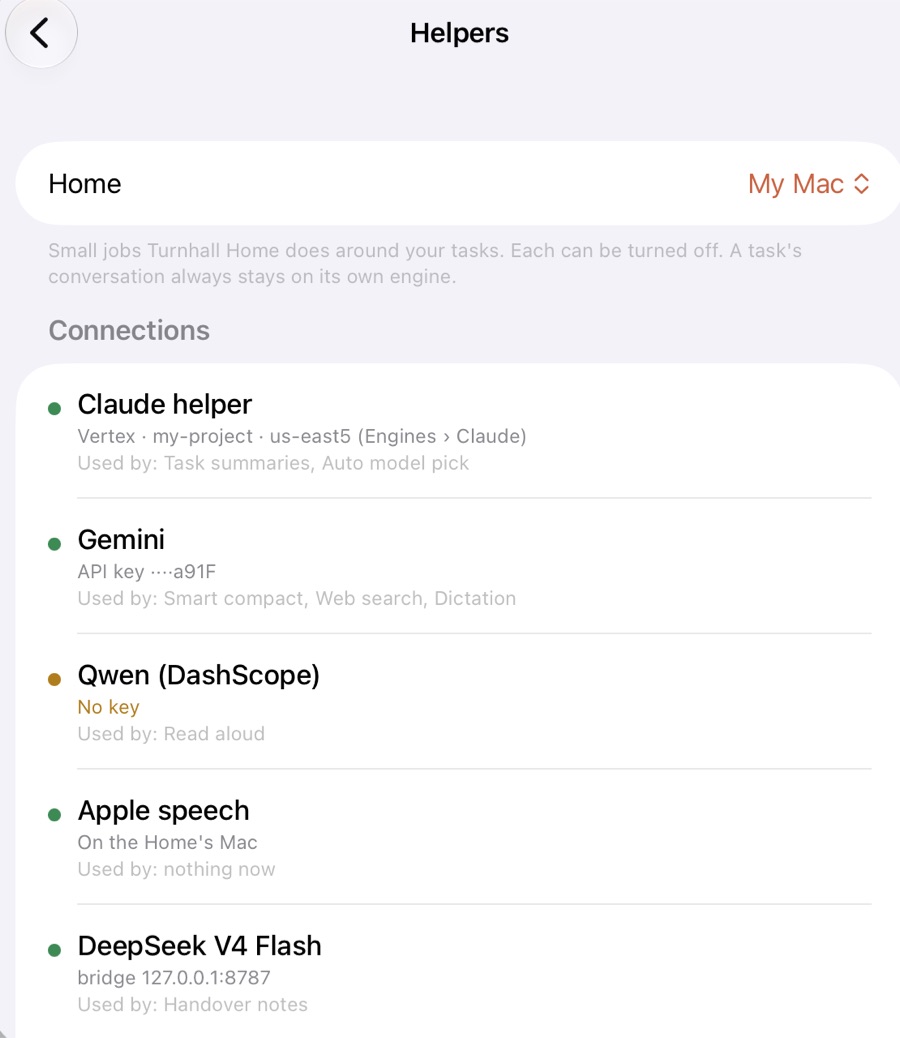 Helpers
Home
My Mac
Small jobs Turnhall Home does around your tasks. Each can be turned off. A task's
conversation always stays on its own engine.
Connections
Claude helper
Vertex · my-project · us-east5 (Engines › Claude)
Used by: Task summaries, Auto model pick
Gemini
API key ····a91F
Used by: Smart compact, Web search, Dictation
Qwen (DashScope)
No key
Used by: Read aloud
Apple speech
On the Home's Mac
Used by: nothing now
DeepSeek V4 Flash
bridge 127.0.0.1:8787
Used by: Handover notes